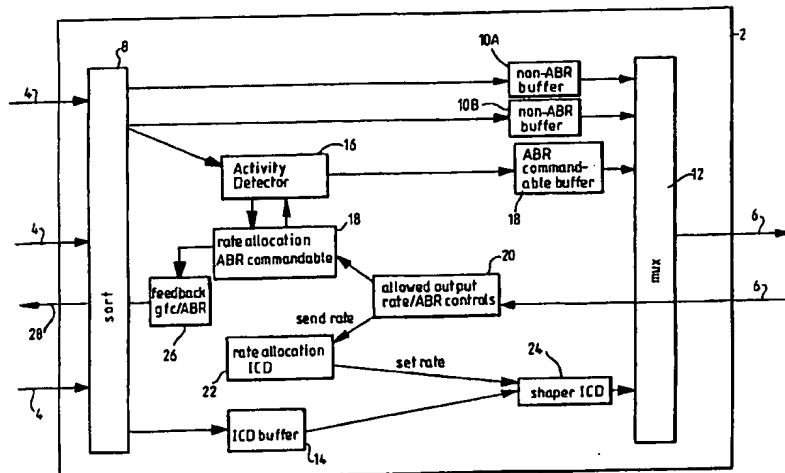 8
2
4
10A
non-ABR
buffer
10B
non-ABR
buffer
16
Activity
Detector
ABR
command-
able buffer
18
12
4
18
rate allocation
ABR commandable
20
6
feedback
gfc/ABR
allowed output
rate/ABR controls
6
28
26
sort
mux
send rate
rate allocation
ICD
22
set rate
24
shaper ICD
4
ICD buffer
14